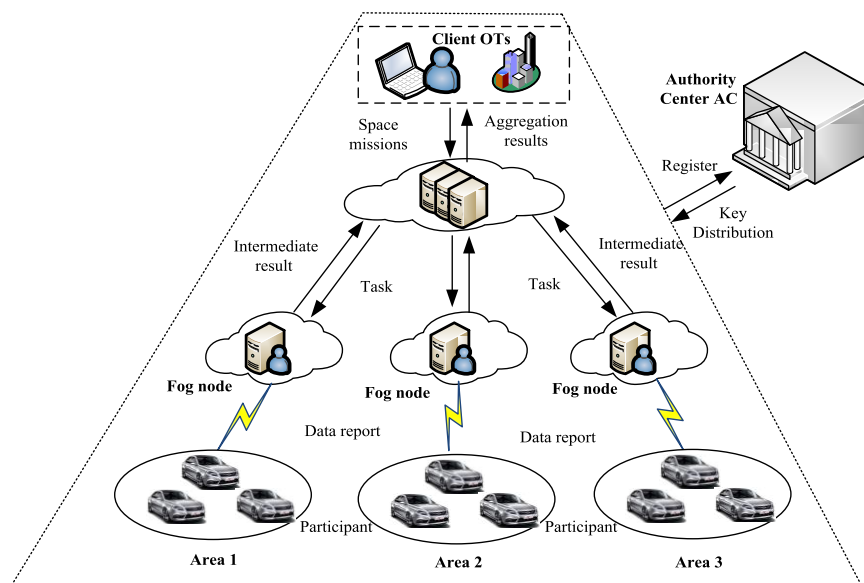 Client OTs
Authority
Center AC
Space
missions
Aggregation
results
Register
Key
Distribution
Intermediate
result
Intermediate
result
Task
Task
Fog node
Fog node
Fog node
Data report
Data report
Participant
Participant
Area 1
Area 2
Area 3